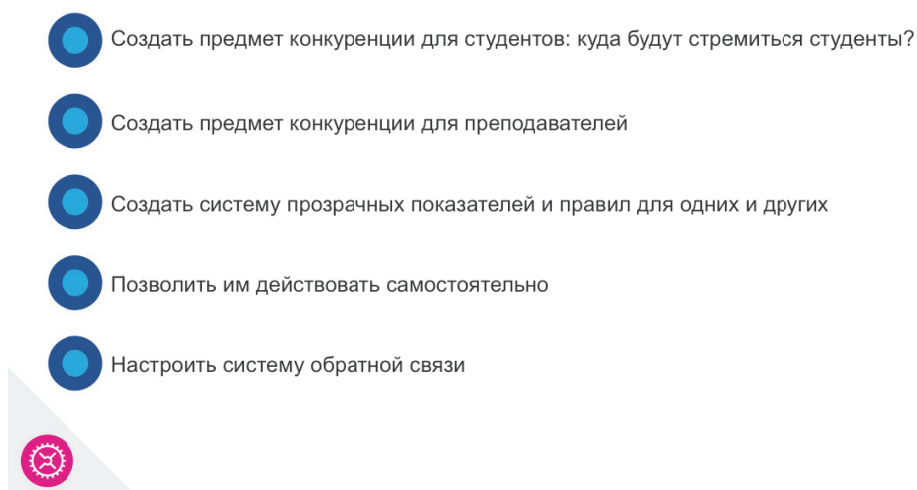 Создать предмет конкуренции для студентов: куда будут стремиться студенты?
Создать предмет конкуренции для преподавателей
Создать систему прозрачных показателей и правил для одних и других
Позволить им действовать самостоятельно
Настроить систему обратной связи